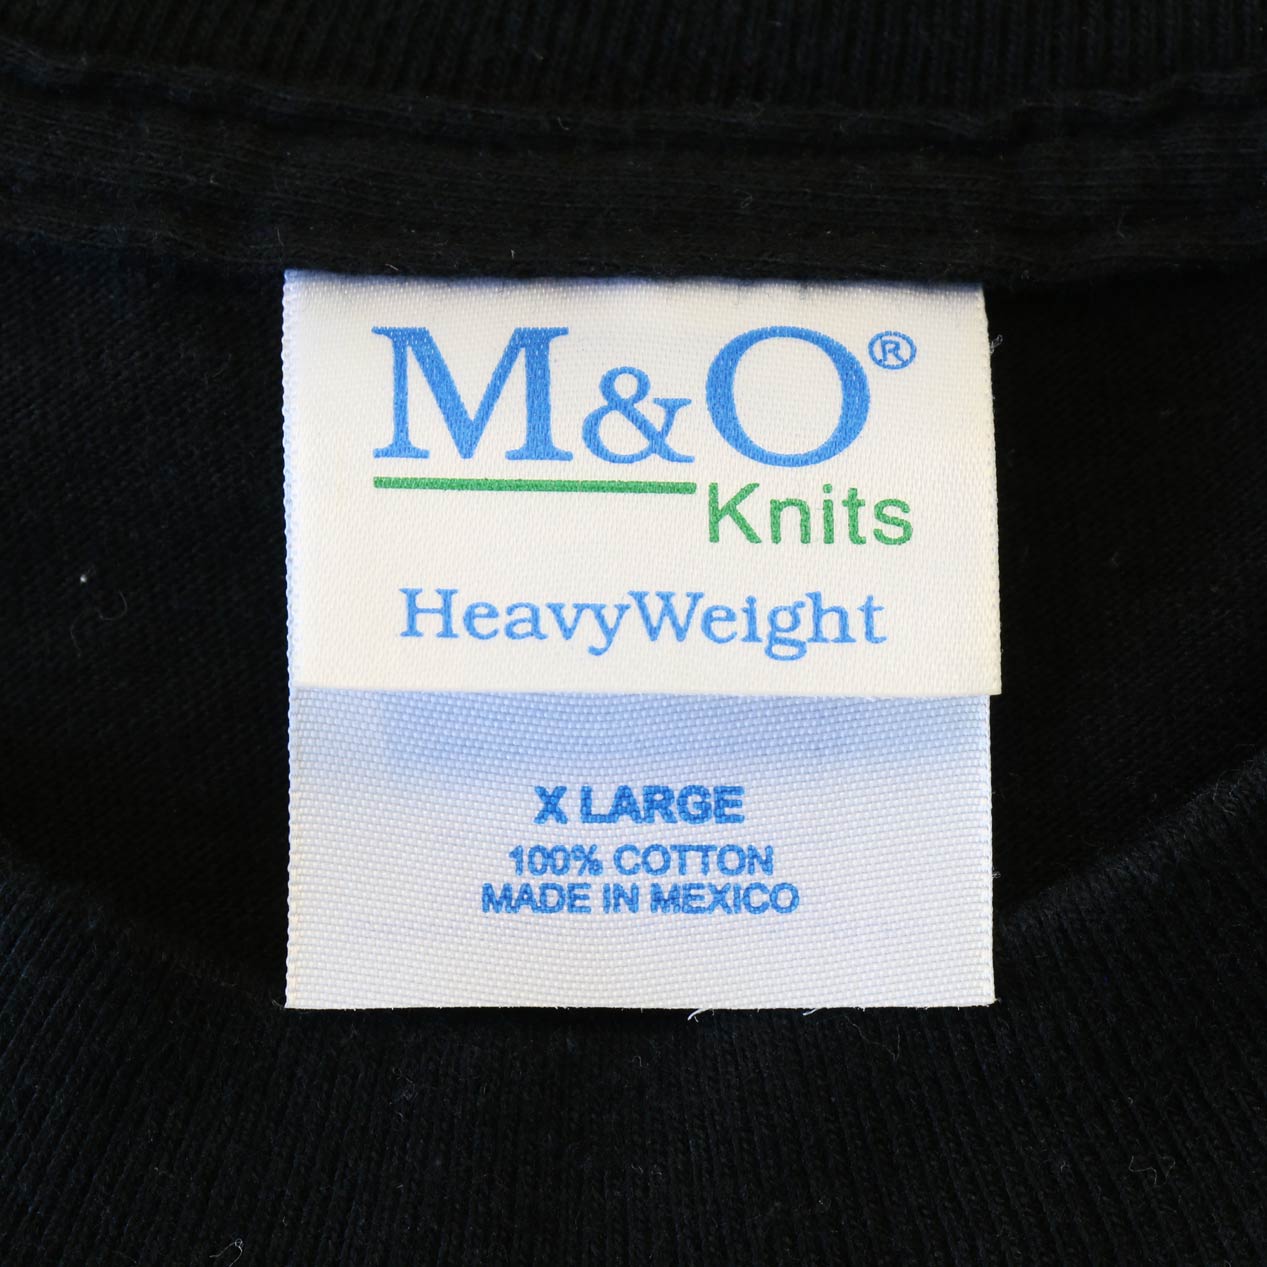 M&O®
Knits
HeavyWeight
X LARGE
100% COTTON
MADE IN MEXICO